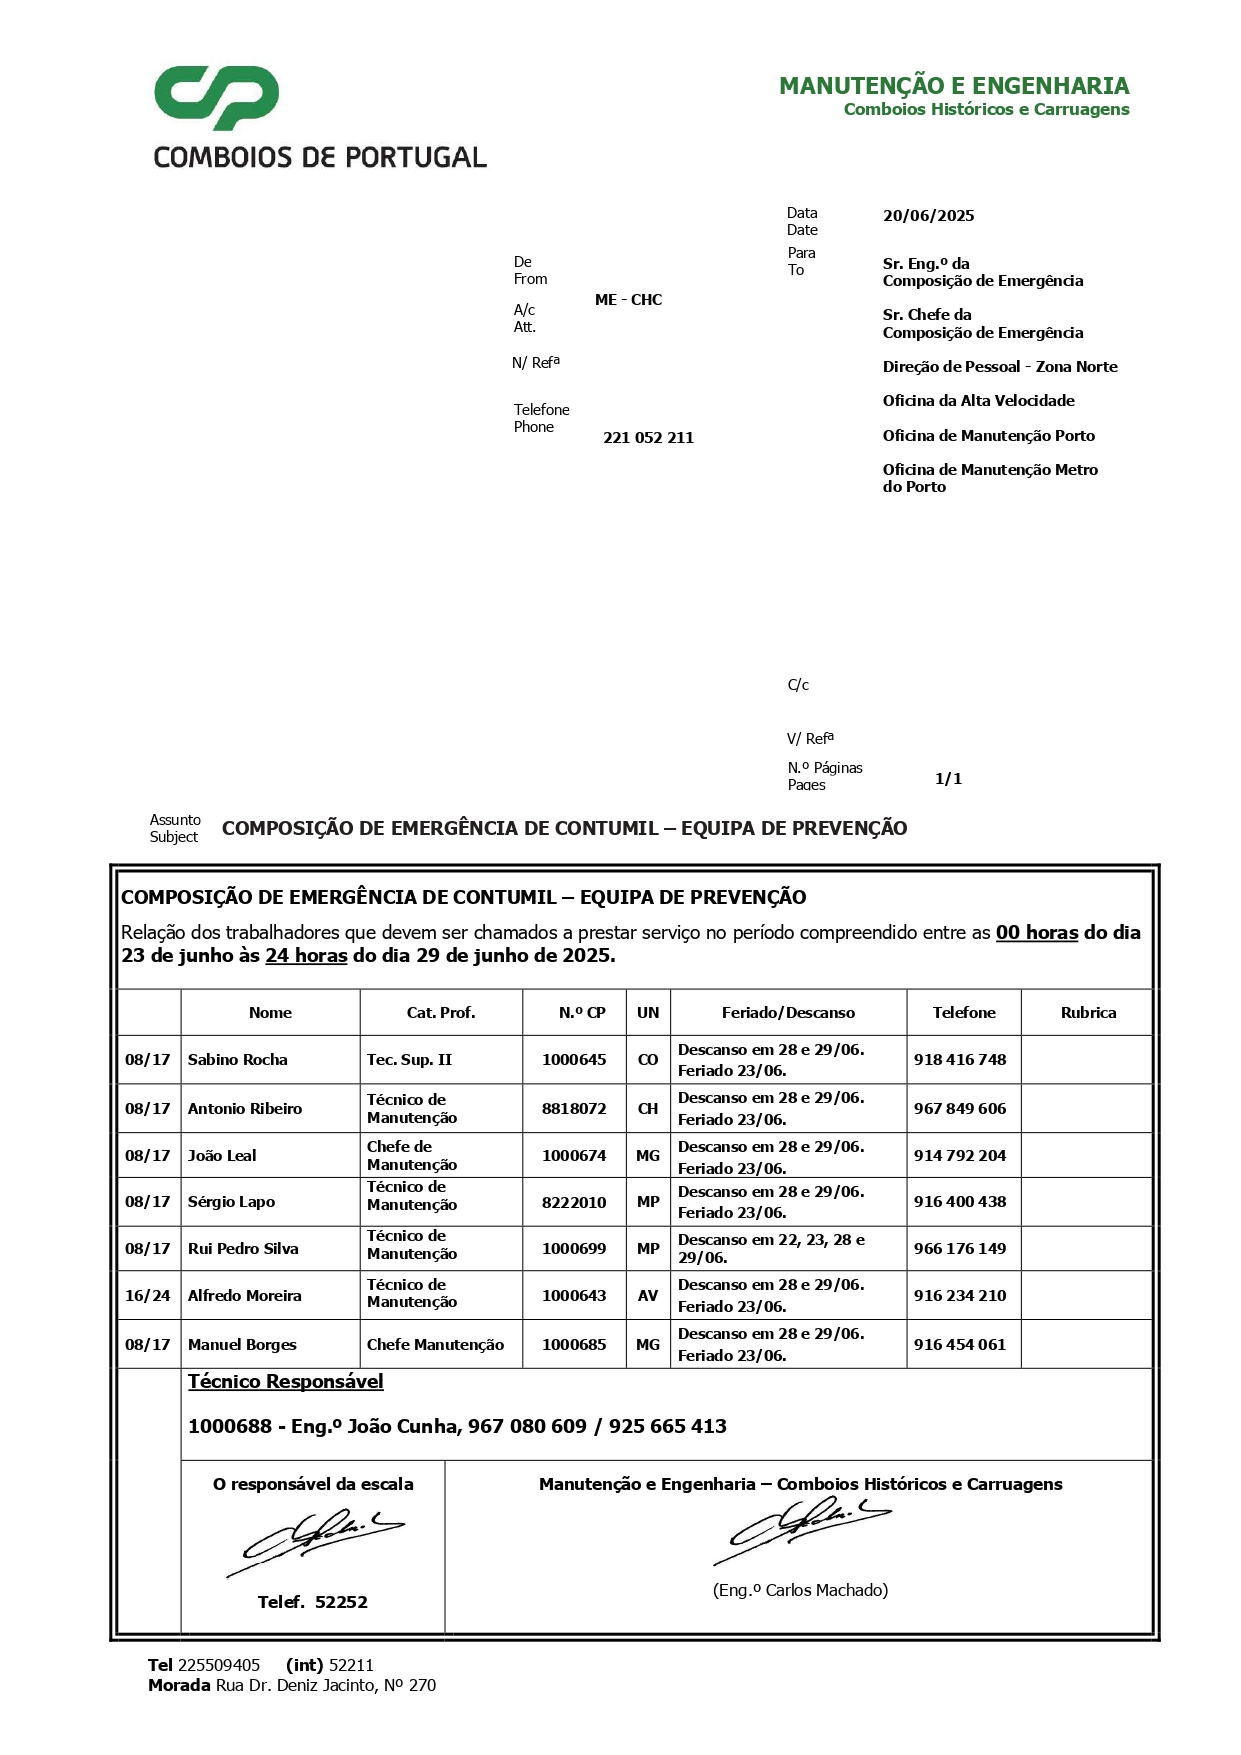 CP
COMBOIOS DE PORTUGAL
MANUTENÇÃO E ENGENHARIA
Comboios Históricos e Carruagens
Data
Date
20/06/2025
De
From
ME - CHC
A/c
Att.
N/ Refª
Telefone
Phone
221 052 211
Para
To
Sr. Eng.º da
Composição de Emergência
Sr. Chefe da
Composição de Emergência
Direção de Pessoal - Zona Norte
Oficina da Alta Velocidade
Oficina de Manutenção Porto
Oficina de Manutenção Metro
do Porto
C/c
V/ Refª
N.º Páginas
Pages
1/1
Assunto
Subject
COMPOSIÇÃO DE EMERGÊNCIA DE CONTUMIL – EQUIPA DE PREVENÇÃO
COMPOSIÇÃO DE EMERGÊNCIA DE CONTUMIL – EQUIPA DE PREVENÇÃO
Relação dos trabalhadores que devem ser chamados a prestar serviço no período compreendido entre as 00 horas do dia
23 de junho às 24 horas do dia 29 de junho de 2025.
Nome Cat. Prof. N.º CP UN Feriado/Descanso Telefone Rubrica
08/17 Sabino Rocha Tec. Sup. II 1000645 CO Descanso em 28 e 29/06. Feriado 23/06. 918 416 748
08/17 Antonio Ribeiro Técnico de Manutenção 8818072 CH Descanso em 28 e 29/06. Feriado 23/06. 967 849 606
08/17 João Leal Chefe de Manutenção 1000674 MG Descanso em 28 e 29/06. Feriado 23/06. 914 792 204
08/17 Sérgio Lapo Técnico de Manutenção 8222010 MP Descanso em 28 e 29/06. Feriado 23/06. 916 400 438
08/17 Rui Pedro Silva Técnico de Manutenção 1000699 MP Descanso em 22, 23, 28 e 29/06. 966 176 149
16/24 Alfredo Moreira Técnico de Manutenção 1000643 AV Descanso em 28 e 29/06. Feriado 23/06. 916 234 210
08/17 Manuel Borges Chefe Manutenção 1000685 MG Descanso em 28 e 29/06. Feriado 23/06. 916 454 061
Técnico Responsável
1000688 - Eng.º João Cunha, 967 080 609 / 925 665 413
O responsável da escala
Telef. 52252
Manutenção e Engenharia – Comboios Históricos e Carruagens
(Eng.º Carlos Machado)
Tel 225509405 (int) 52211
Morada Rua Dr. Deniz Jacinto, Nº 270